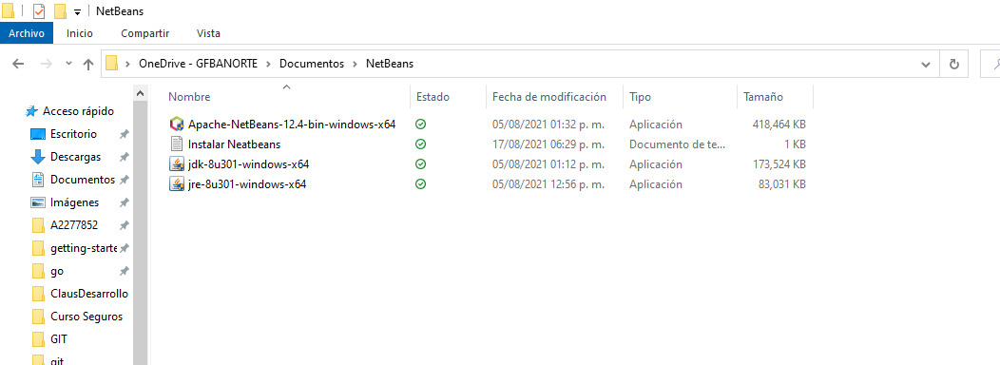 NetBeans
Archivo Inicio Compartir Vista
OneDrive - GFBANORTE Documentos NetBeans
Nombre Estado Fecha de modificación Tipo Tamaño
Acceso rápido
Escritorio
Descargas
Documentos
Imágenes
A2277852
getting-starte
go
ClausDesarrollo
Curso Seguros
GIT
git
Apache-NetBeans-12.4-bin-windows-x64 05/08/2021 01:32 p. m. Aplicación 418,464 KB
Instalar Neatbeans 17/08/2021 06:29 p. m. Documento de te... 1 KB
jdk-8u301-windows-x64 05/08/2021 01:12 p. m. Aplicación 173,524 KB
jre-8u301-windows-x64 05/08/2021 12:56 p. m. Aplicación 83,031 KB